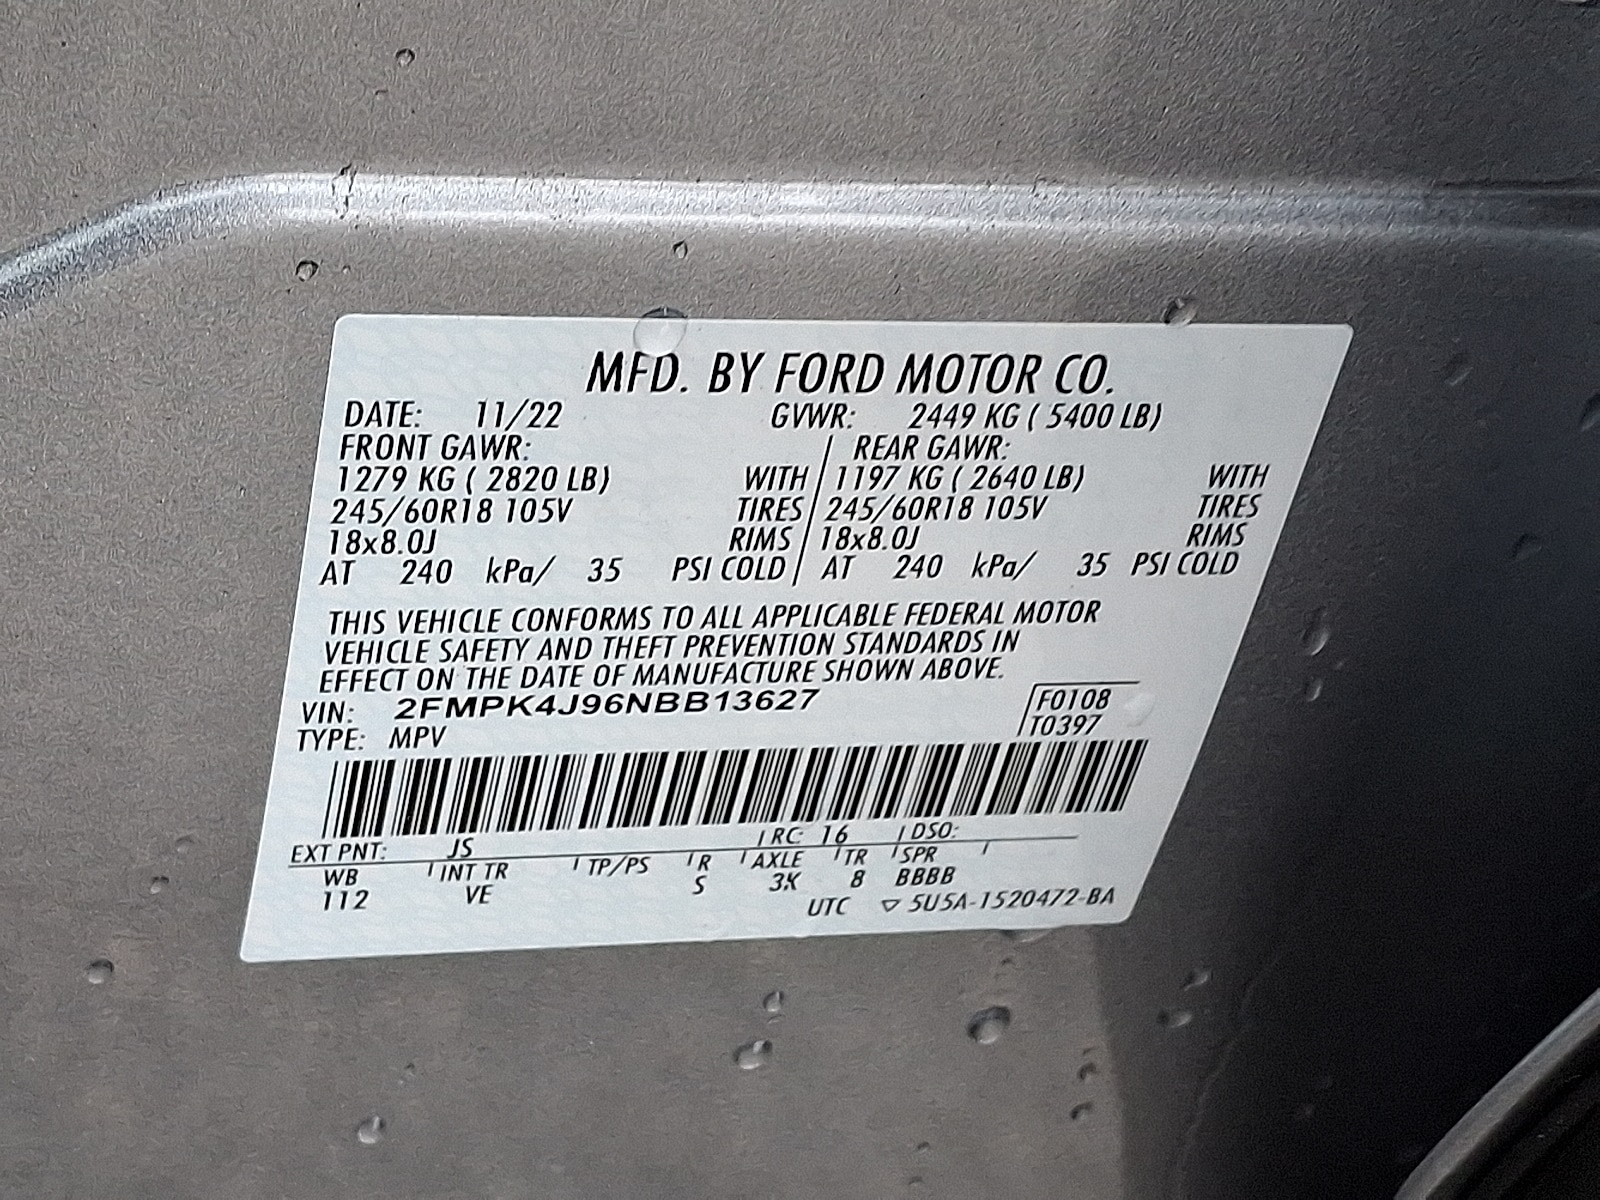 MFD. BY FORD MOTOR CO.
DATE: 11/22 GVWR: 2449 KG ( 5400 LB)
FRONT GAWR: REAR GAWR:
1279 KG ( 2820 LB) WITH 1197 KG ( 2640 LB) WITH
245/60R18 105V TIRES 245/60R18 105V TIRES
18x8.0J RIMS 18x8.0J RIMS
AT 240 kPa/ 35 PSI COLD AT 240 kPa/ 35 PSI COLD
THIS VEHICLE CONFORMS TO ALL APPLICABLE FEDERAL MOTOR
VEHICLE SAFETY AND THEFT PREVENTION STANDARDS IN
EFFECT ON THE DATE OF MANUFACTURE SHOWN ABOVE.
VIN: 2FMPK4J96NBB13627 F0108
TYPE: MPV T0397
EXT PNT: JS RC: 16 DSO:
WB INT TR TP/PS R AXLE TR SPR
112 VE S 3K 8 BBBB
UTC ▽ 5U5A-1520472-BA